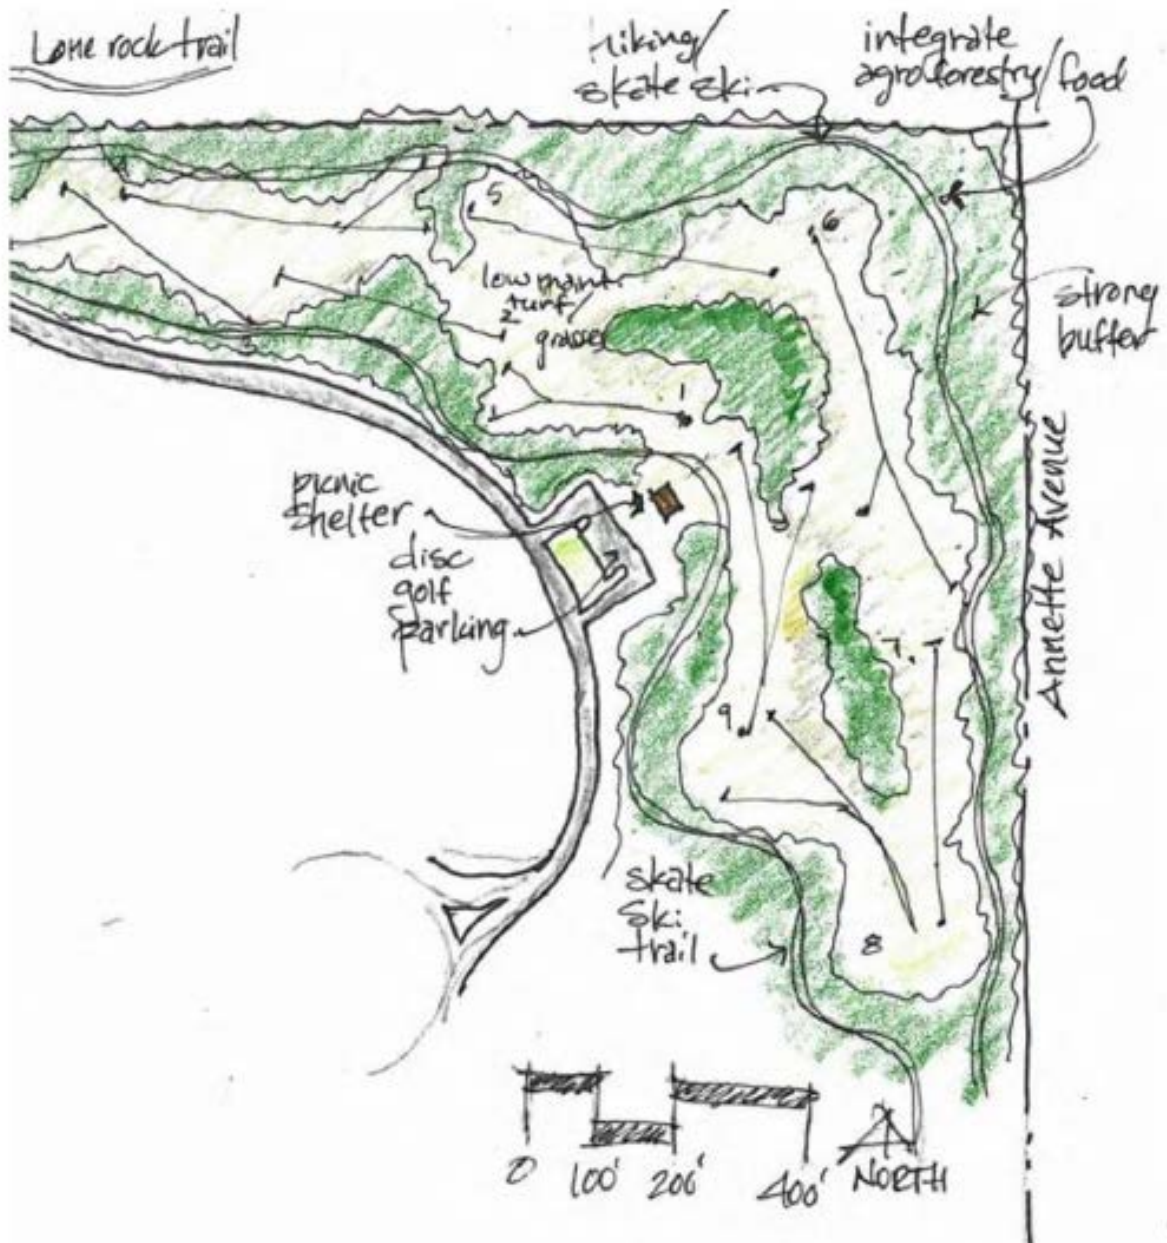 Lone rock trail
hiking/
skate ski
integrate
agroforestry/food
5
6
low maint.
turf/
2
grasses
strong
buffer
3
1
picnic
shelter
disc
golf
parking
Annette Avenue
7
9
skate
ski
trail
8
0 100' 200' 400' NORTH